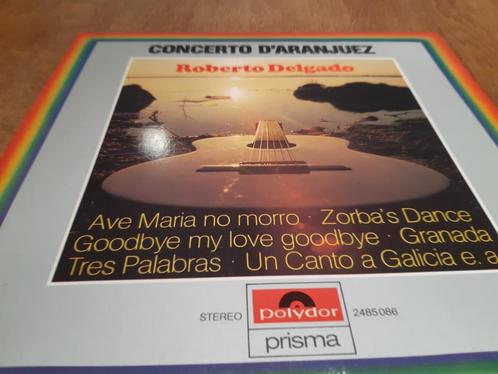 CONCERTO D'ARANJUEZ
Roberto Delgado
Ave Maria no morro · Zorba's Dance
Goodbye my love goodbye · Granada
Tres Palabras · Un Canto a Galicia e. a
STEREO polydor 2485086
prisma